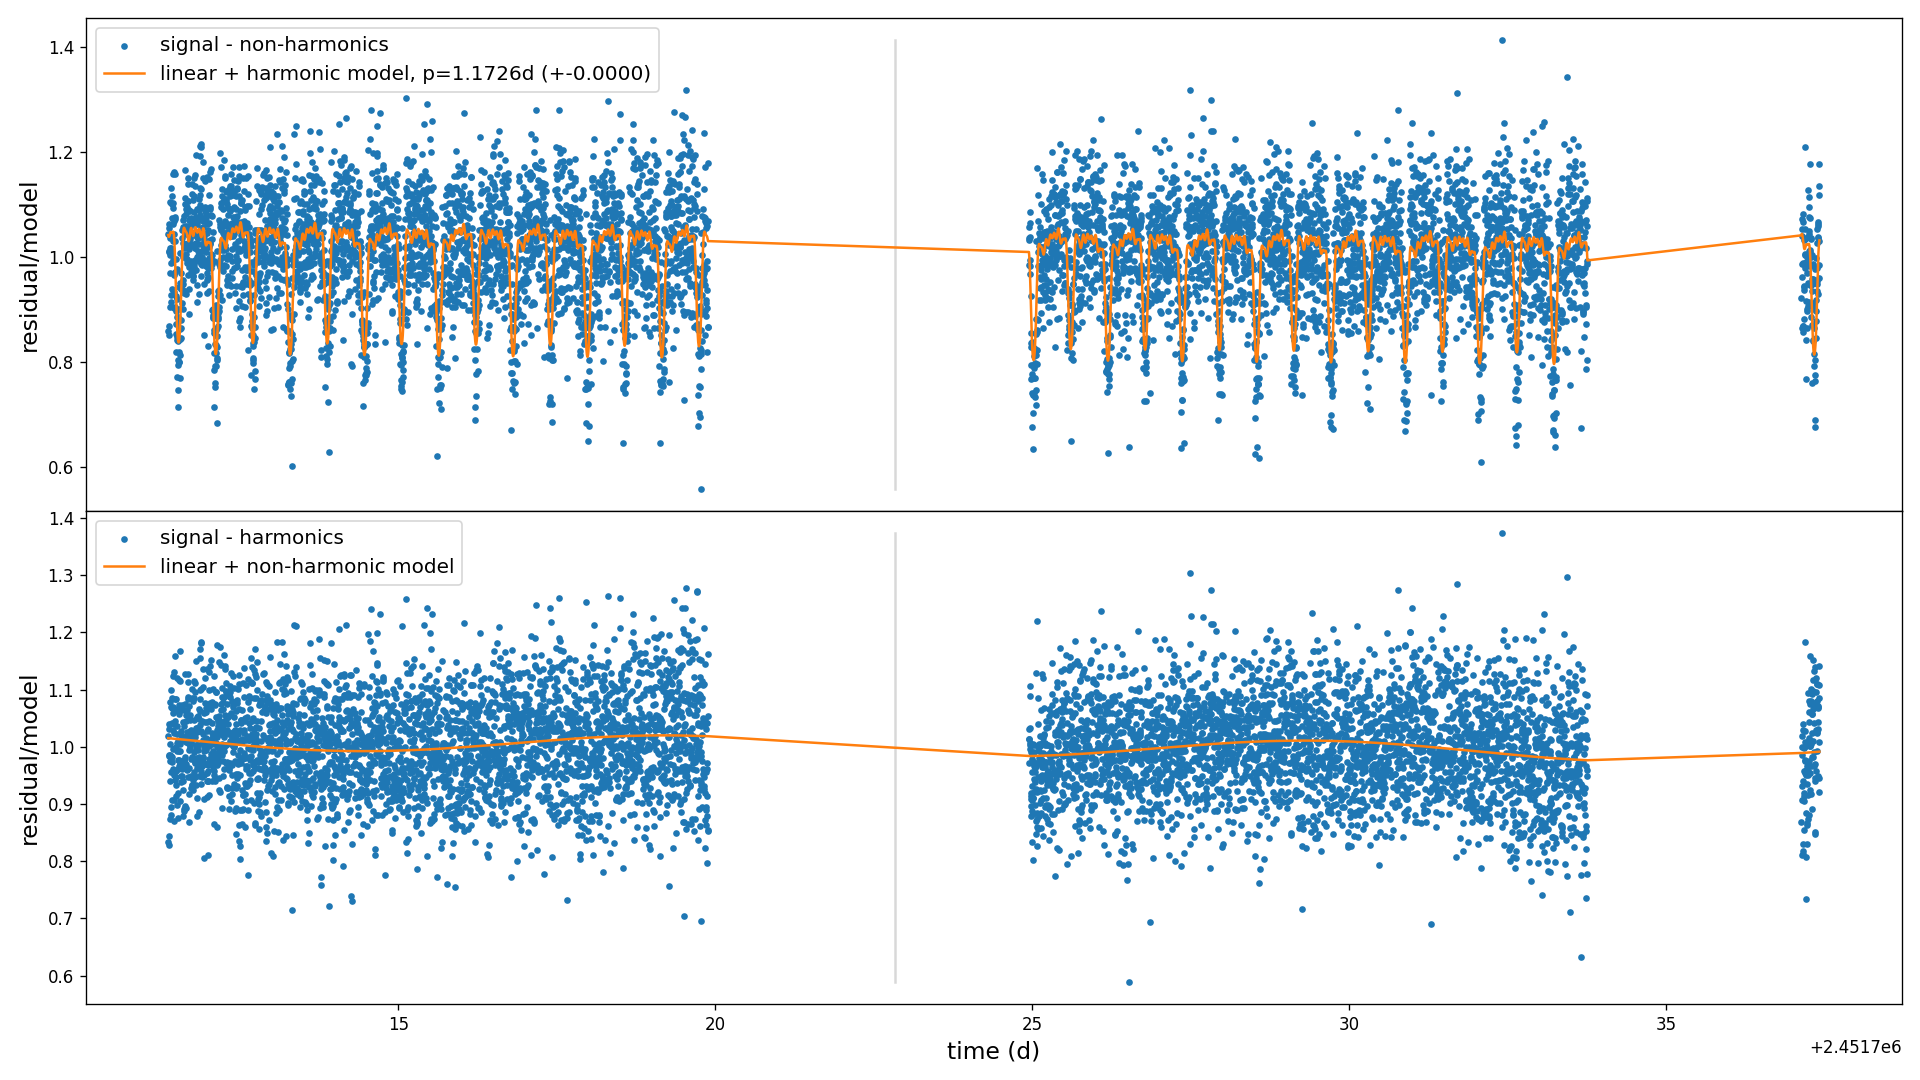 signal - non-harmonics
linear + harmonic model, p=1.1726d (+-0.0000)
1.4
1.2
1.0
0.8
0.6
residual/model
signal - harmonics
linear + non-harmonic model
1.4
1.3
1.2
1.1
1.0
0.9
0.8
0.7
0.6
residual/model
15
20
25
30
35
time (d)
+2.4517e6